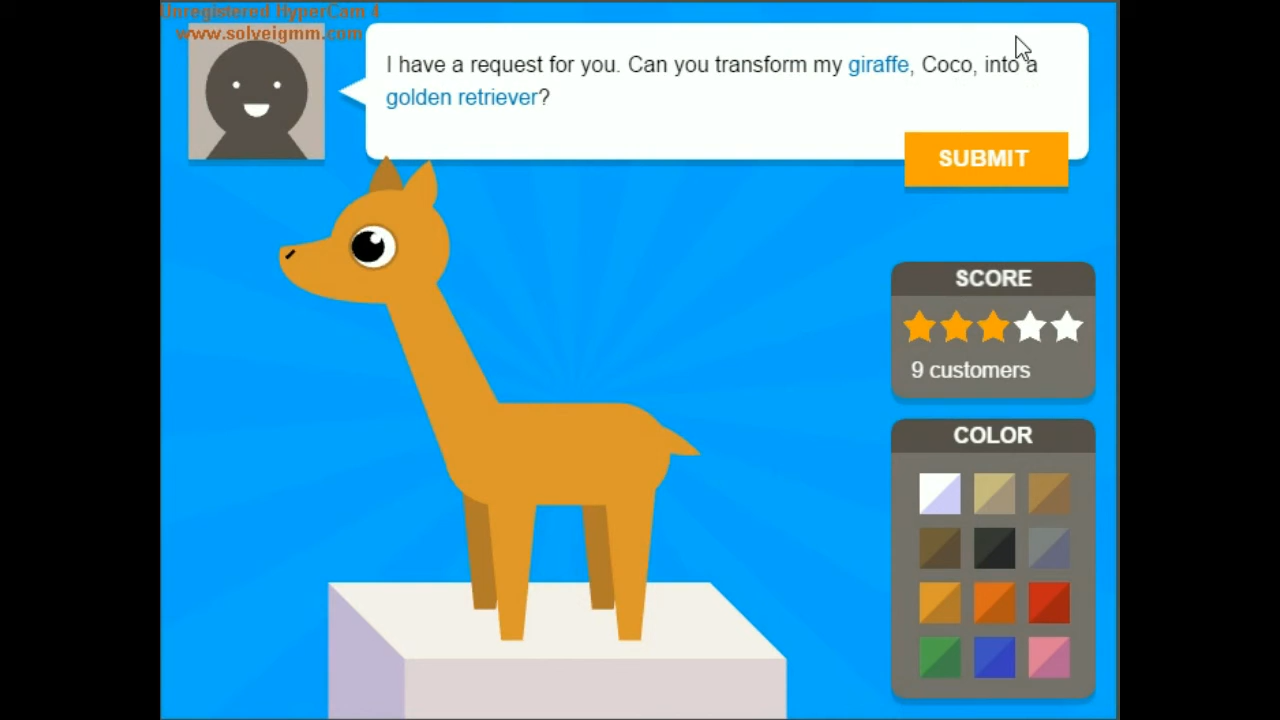 Unregistered HyperCam 4
www.solveigmm.com
I have a request for you. Can you transform my giraffe, Coco, into a
golden retriever?
SUBMIT
SCORE
9 customers
COLOR